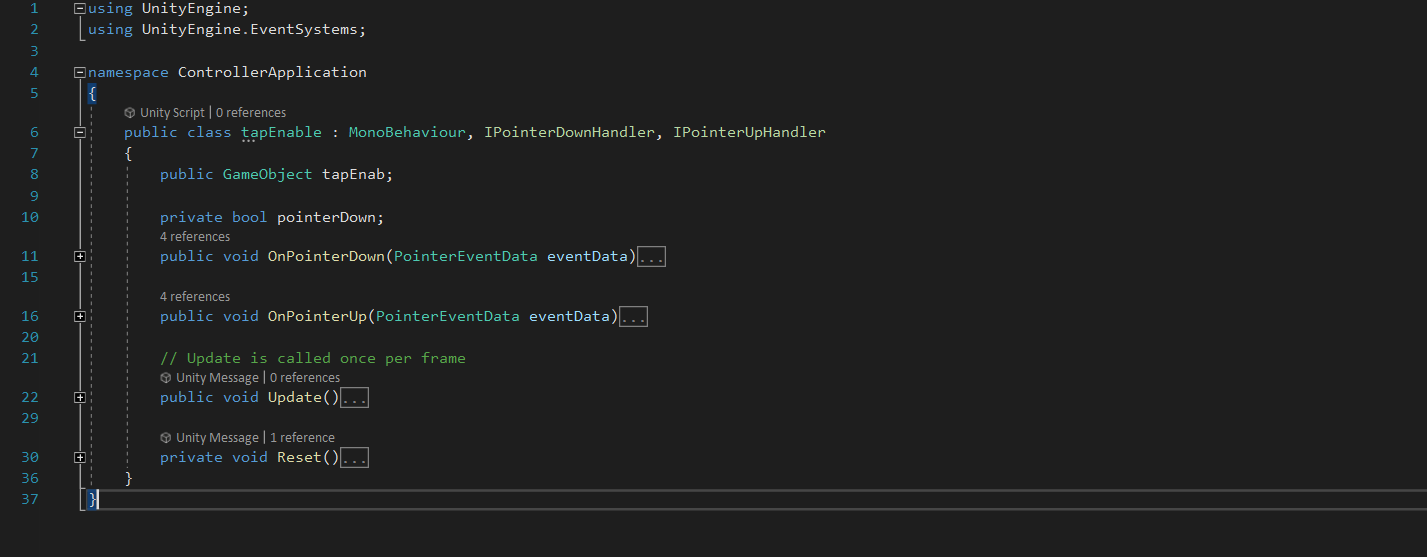 1 using UnityEngine;
2 using UnityEngine.EventSystems;
3
4 namespace ControllerApplication
5 {
Unity Script | 0 references
6 public class tapEnable : MonoBehaviour, IPointerDownHandler, IPointerUpHandler
7 {
8 public GameObject tapEnab;
9
10 private bool pointerDown;
4 references
11 public void OnPointerDown(PointerEventData eventData)...
15
4 references
16 public void OnPointerUp(PointerEventData eventData)...
20
21 // Update is called once per frame
Unity Message | 0 references
22 public void Update()...
29
Unity Message | 1 reference
30 private void Reset()...
36 }
37 }